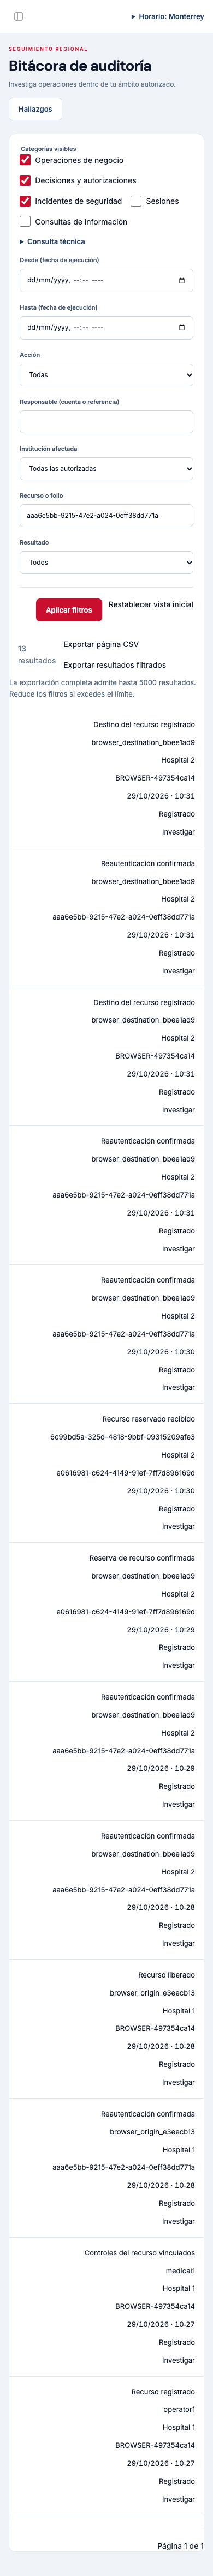 Horario: Monterrey
SEGUIMIENTO REGIONAL
Bitácora de auditoría
Investiga operaciones dentro de tu ámbito autorizado.
Hallazgos
Categorías visibles
Operaciones de negocio
Decisiones y autorizaciones
Incidentes de seguridad
Sesiones
Consultas de información
Consulta técnica
Desde (fecha de ejecución)
dd/mm/yyyy, --:-- ----
Hasta (fecha de ejecución)
dd/mm/yyyy, --:-- ----
Acción
Todas
Responsable (cuenta o referencia)
Institución afectada
Todas las autorizadas
Recurso o folio
aaa6e5bb-9215-47e2-a024-0eff38dd771a
Resultado
Todos
Aplicar filtros
Restablecer vista inicial
13 resultados
Exportar página CSV
Exportar resultados filtrados
La exportación completa admite hasta 5000 resultados.
Reduce los filtros si excedes el límite.
Destino del recurso registrado
browser_destination_bbee1ad9
Hospital 2
BROWSER-497354ca14
29/10/2026 · 10:31
Registrado
Investigar
Reautenticación confirmada
browser_destination_bbee1ad9
Hospital 2
aaa6e5bb-9215-47e2-a024-0eff38dd771a
29/10/2026 · 10:31
Registrado
Investigar
Destino del recurso registrado
browser_destination_bbee1ad9
Hospital 2
BROWSER-497354ca14
29/10/2026 · 10:31
Registrado
Investigar
Reautenticación confirmada
browser_destination_bbee1ad9
Hospital 2
aaa6e5bb-9215-47e2-a024-0eff38dd771a
29/10/2026 · 10:31
Registrado
Investigar
Reautenticación confirmada
browser_destination_bbee1ad9
Hospital 2
aaa6e5bb-9215-47e2-a024-0eff38dd771a
29/10/2026 · 10:30
Registrado
Investigar
Recurso reservado recibido
6c99bd5a-325d-4818-9bbf-09315209afe3
Hospital 2
e0616981-c624-4149-91ef-7ff7d896169d
29/10/2026 · 10:30
Registrado
Investigar
Reserva de recurso confirmada
browser_destination_bbee1ad9
Hospital 2
e0616981-c624-4149-91ef-7ff7d896169d
29/10/2026 · 10:29
Registrado
Investigar
Reautenticación confirmada
browser_destination_bbee1ad9
Hospital 2
aaa6e5bb-9215-47e2-a024-0eff38dd771a
29/10/2026 · 10:29
Registrado
Investigar
Reautenticación confirmada
browser_destination_bbee1ad9
Hospital 2
aaa6e5bb-9215-47e2-a024-0eff38dd771a
29/10/2026 · 10:28
Registrado
Investigar
Recurso liberado
browser_origin_e3eecb13
Hospital 1
BROWSER-497354ca14
29/10/2026 · 10:28
Registrado
Investigar
Reautenticación confirmada
browser_origin_e3eecb13
Hospital 1
aaa6e5bb-9215-47e2-a024-0eff38dd771a
29/10/2026 · 10:28
Registrado
Investigar
Controles del recurso vinculados
medical1
Hospital 1
BROWSER-497354ca14
29/10/2026 · 10:27
Registrado
Investigar
Recurso registrado
operator1
Hospital 1
BROWSER-497354ca14
29/10/2026 · 10:27
Registrado
Investigar
Página 1 de 1